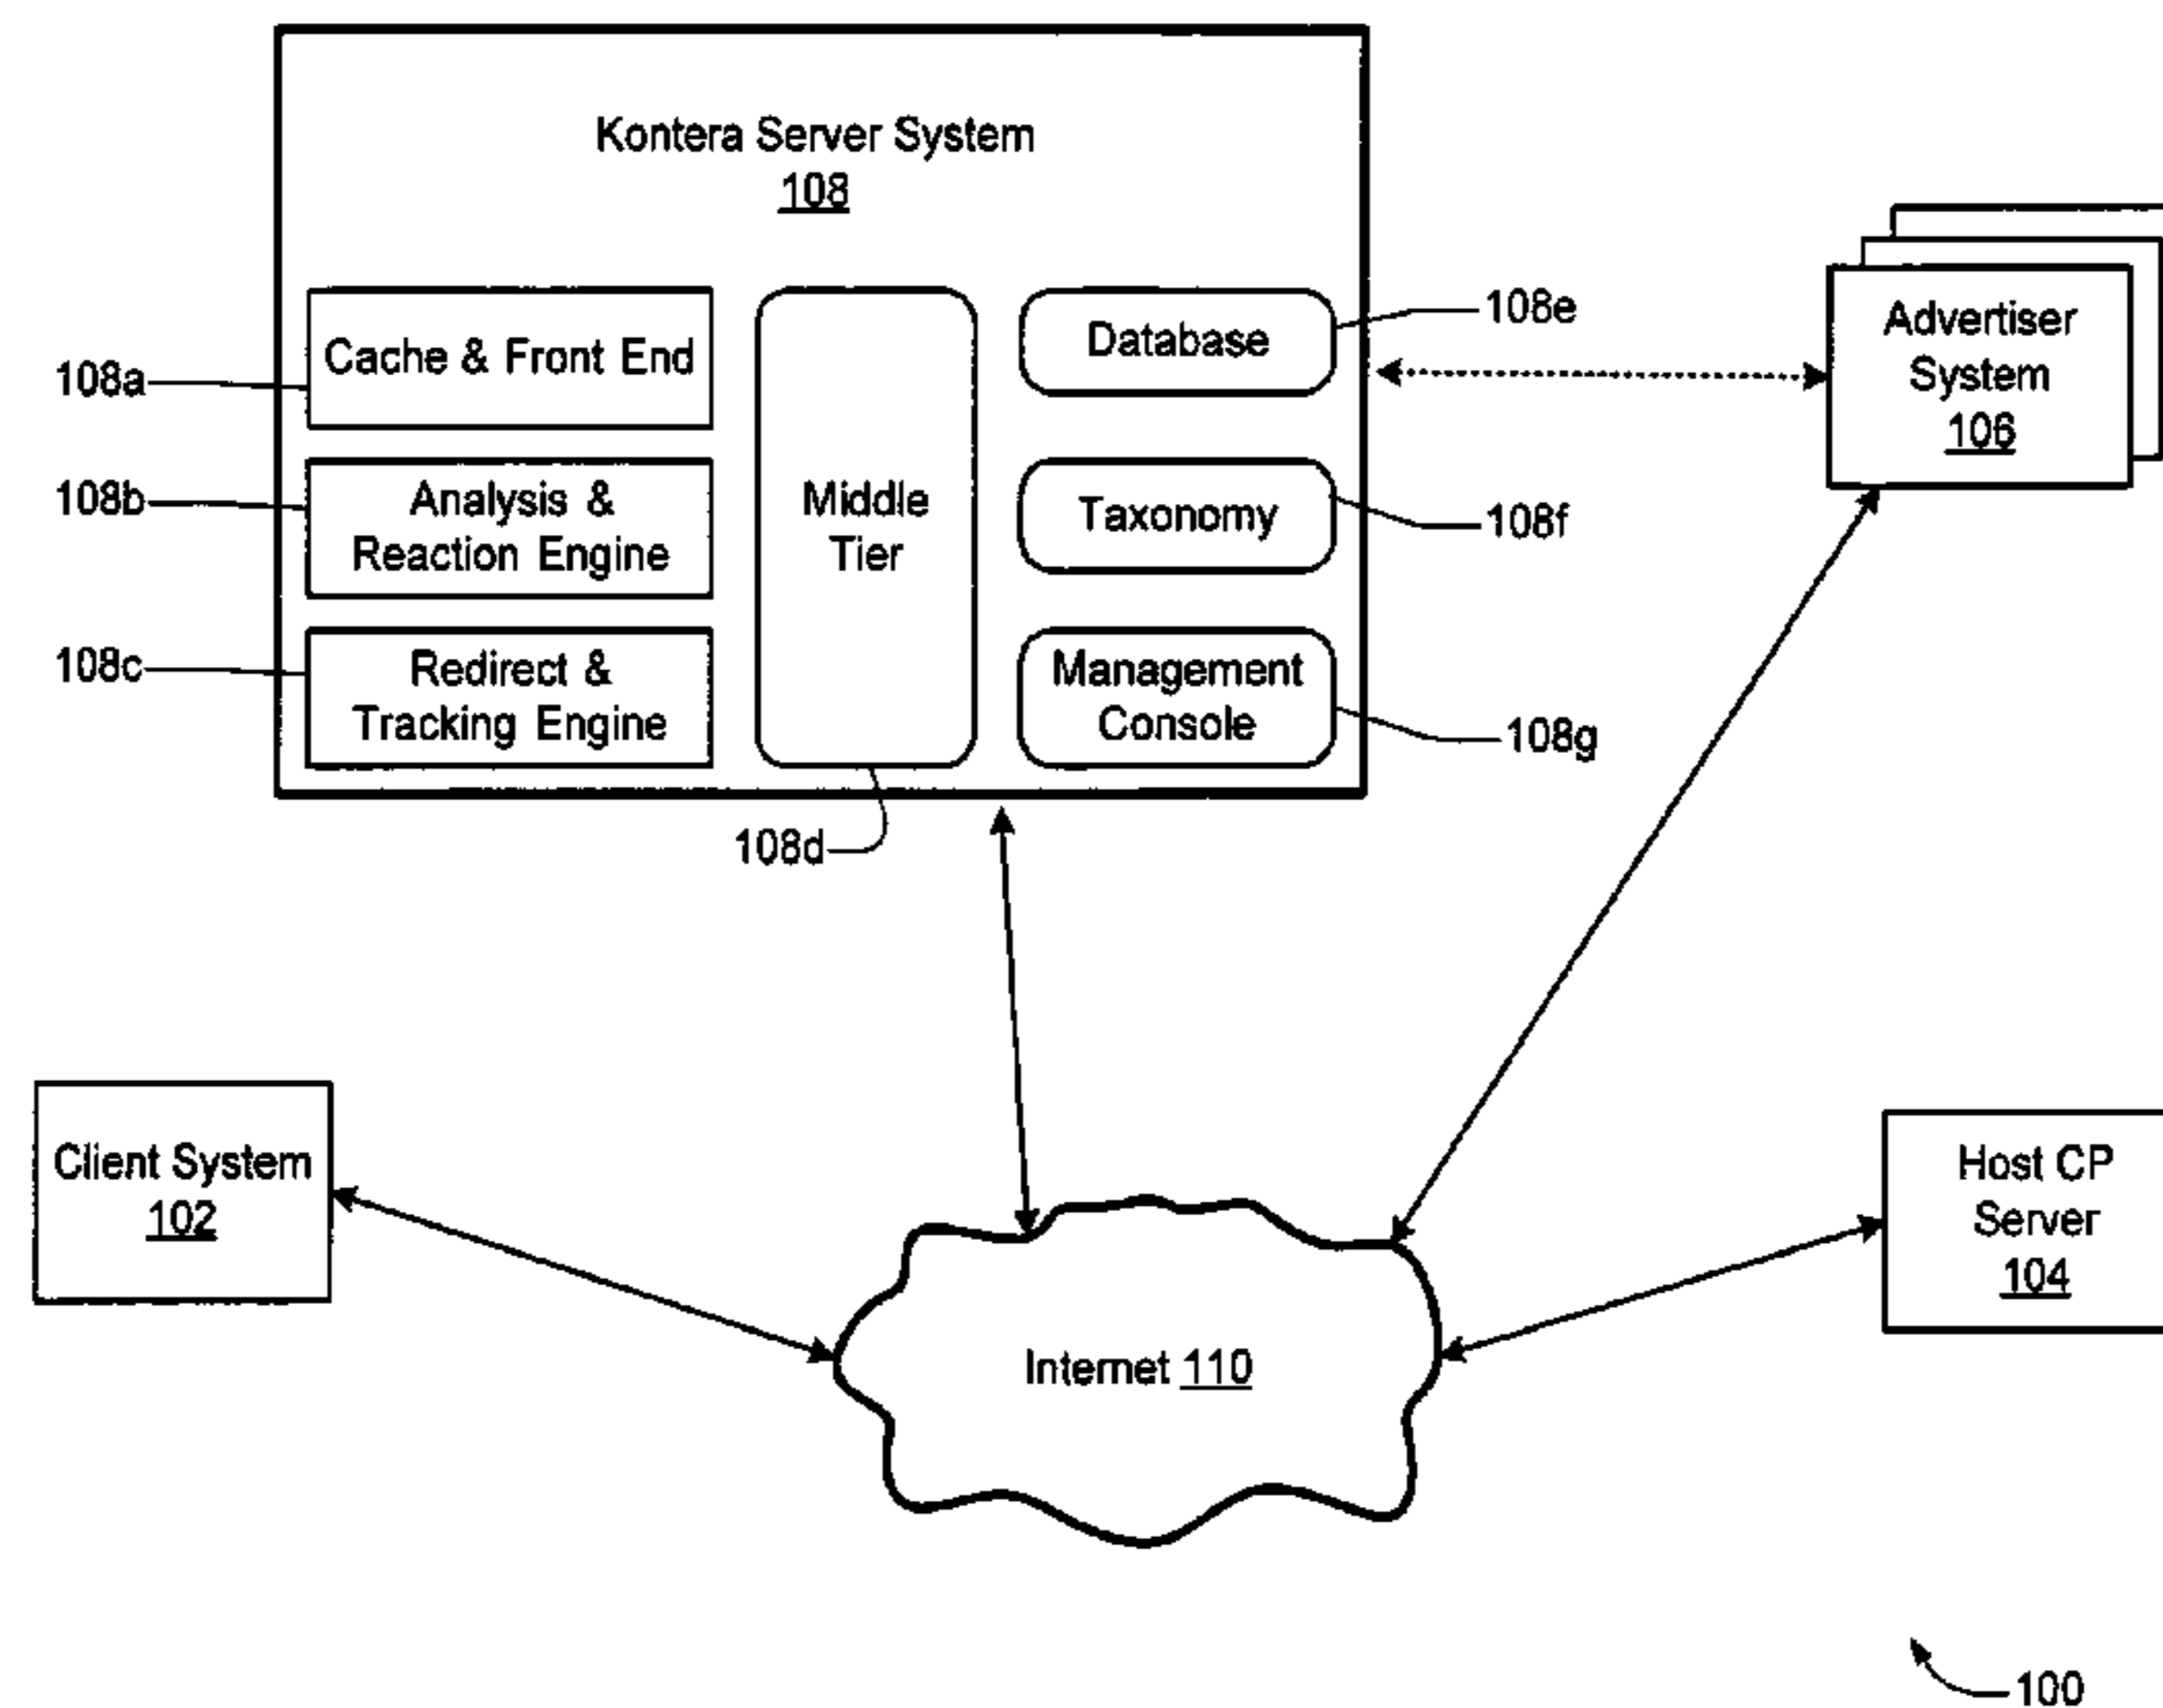 Kontera Server System
108
Cache & Front End
108a
Analysis &
Reaction Engine
108b
Redirect &
Tracking Engine
108c
Middle
Tier
108d
Database
108e
Taxonomy
108f
Management
Console
108g
Advertiser
System
106
Client System
102
Internet 110
Host CP
Server
104
100